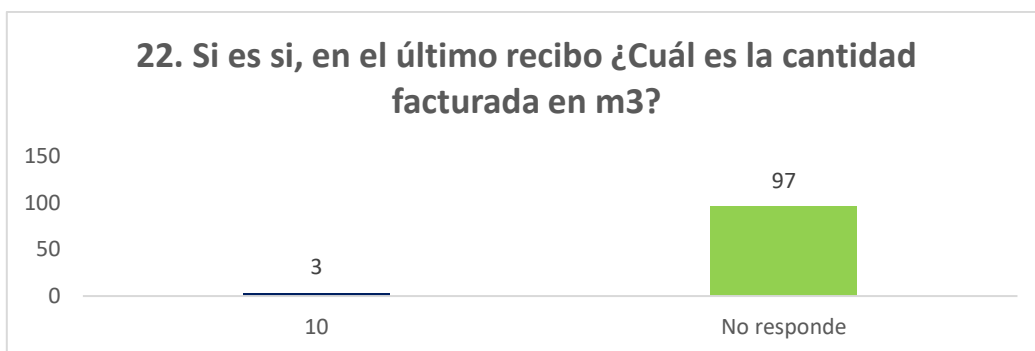 22. Si es si, en el último recibo ¿Cuál es la cantidad
facturada en m3?
150
100
50
0
3
97
10
No responde